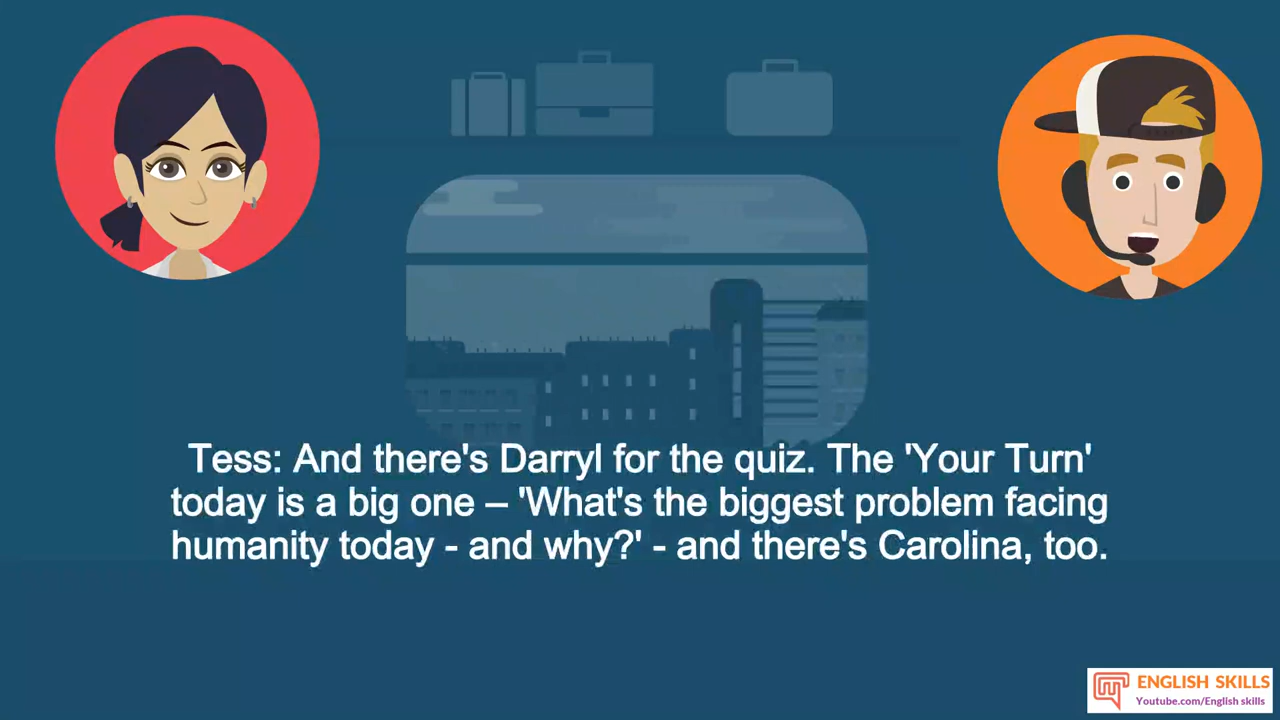 Tess: And there's Darryl for the quiz. The 'Your Turn'
today is a big one – 'What's the biggest problem facing
humanity today - and why?' - and there's Carolina, too.
ENGLISH SKILLS
Youtube.com/English skills